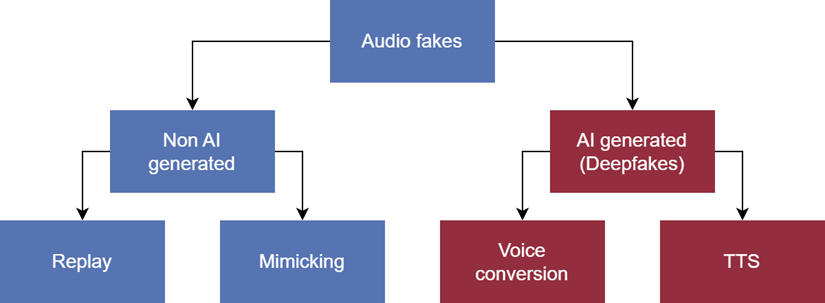 Audio fakes
Non AI
generated
AI generated
(Deepfakes)
Replay
Mimicking
Voice
conversion
TTS